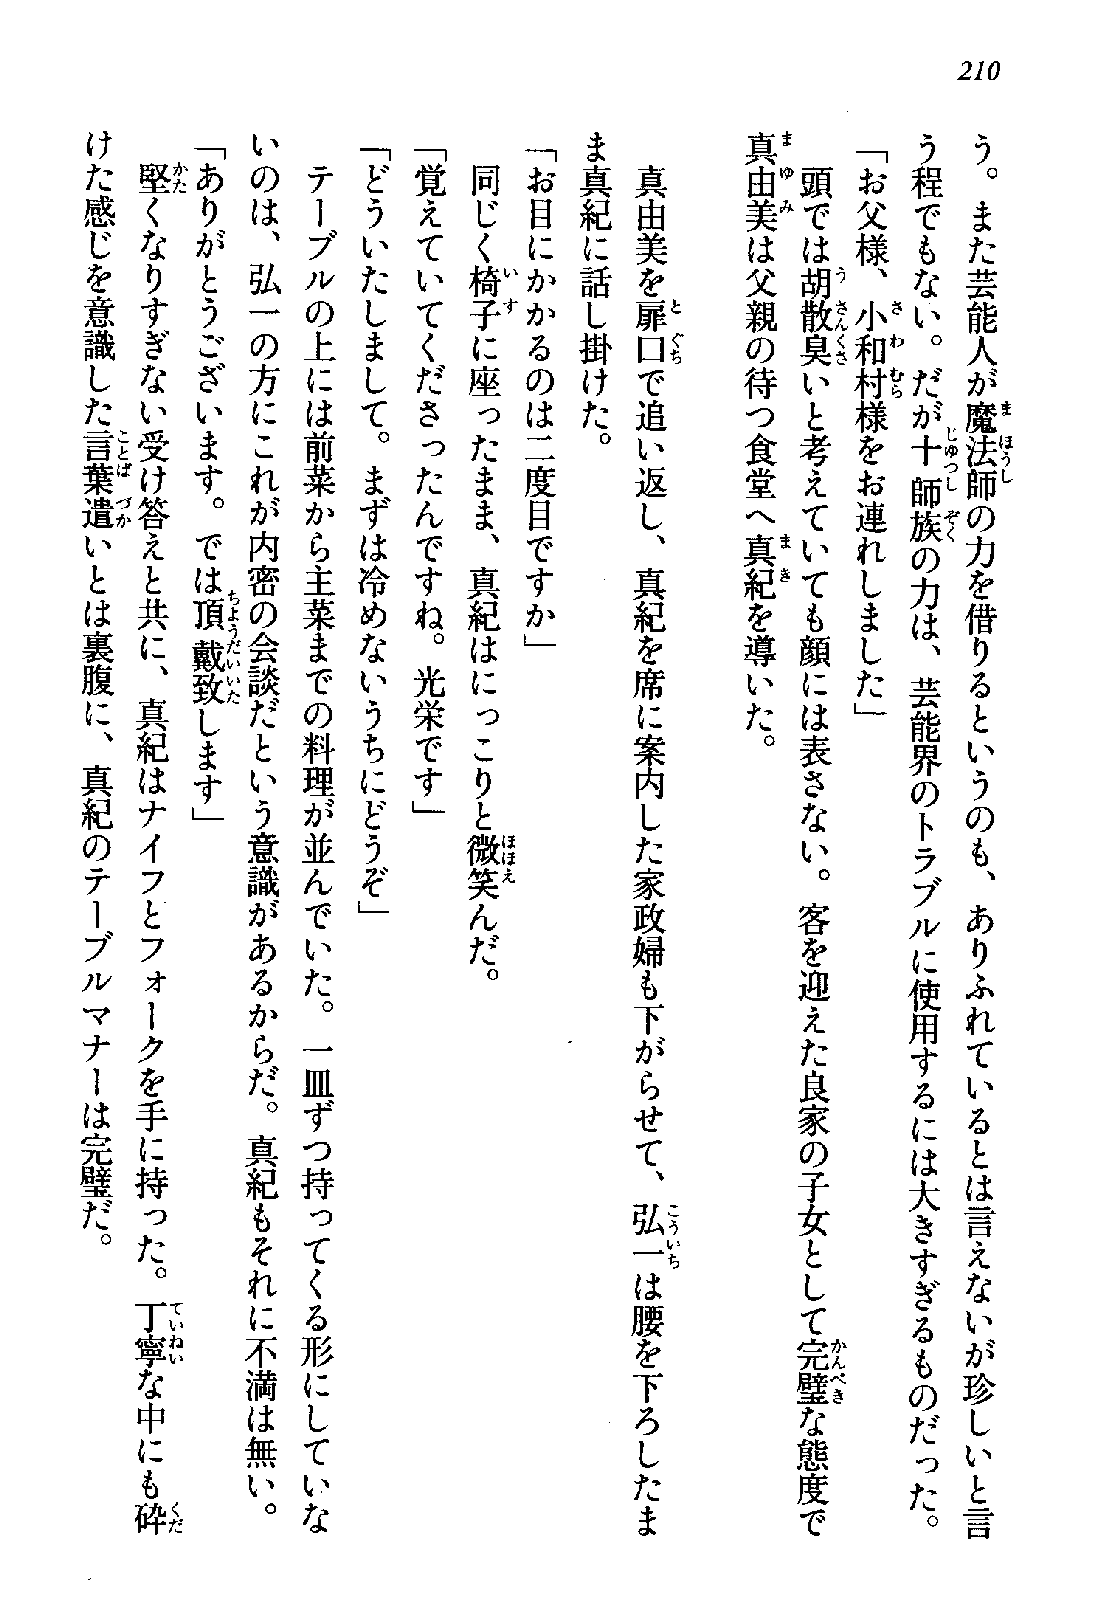 210
う。また芸能人が魔法師の力を借りるというのも、ありふれているとは言えないが珍しいと言
う程でもない。だが十師族の力は、芸能界のトラブルに使用するには大きすぎるものだった。
「お父様、小和村様をお連れしました」
頭では胡散臭いと考えていても顔には表さない。客を迎えた良家の子女として完璧な態度で
真由美は父親の待つ食堂へ真紀を導いた。
真由美を扉口で追い返し、真紀を席に案内した家政婦も下がらせて、弘一は腰を下ろしたま
ま真紀に話し掛けた。
「お目にかかるのは二度目ですか」
同じく椅子に座ったまま、真紀はにっこりと微笑んだ。
「覚えていてくださったんですね。光栄です」
「どういたしまして。まずは冷めないうちにどうぞ」
テーブルの上には前菜から主菜までの料理が並んでいた。一皿ずつ持ってくる形にしていな
いのは、弘一の方にこれが内密の会談だという意識があるからだ。真紀もそれに不満は無い。
「ありがとうございます。では頂戴致します」
堅くなりすぎない受け答えと共に、真紀はナイフとフォークを手に持った。丁寧な中にも砕
けた感じを意識した言葉遣いとは裏腹に、真紀のテーブルマナーは完璧だ。